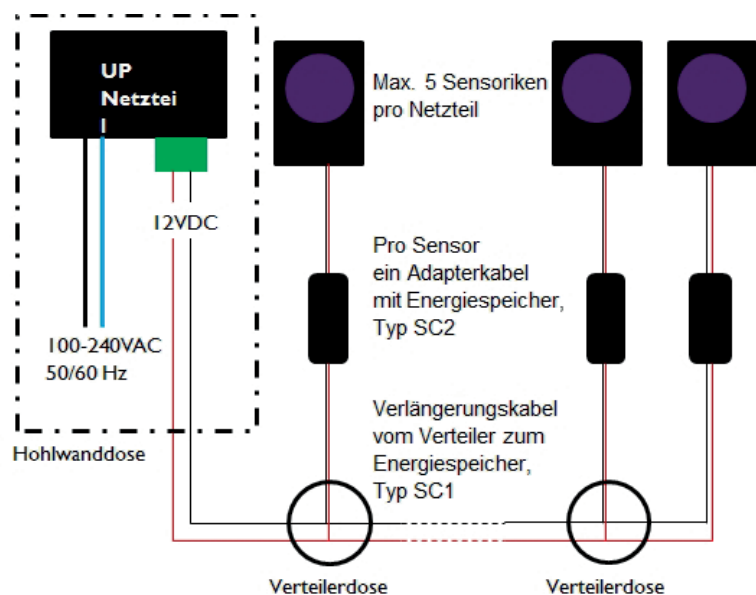 UP
Netztei
l
12VDC
100-240VAC
50/60 Hz
Hohlwanddose
Max. 5 Sensoriken
pro Netzteil
Pro Sensor
ein Adapterkabel
mit Energiespeicher,
Typ SC2
Verlängerungskabel
vom Verteiler zum
Energiespeicher,
Typ SC1
Verteilerdose
Verteilerdose